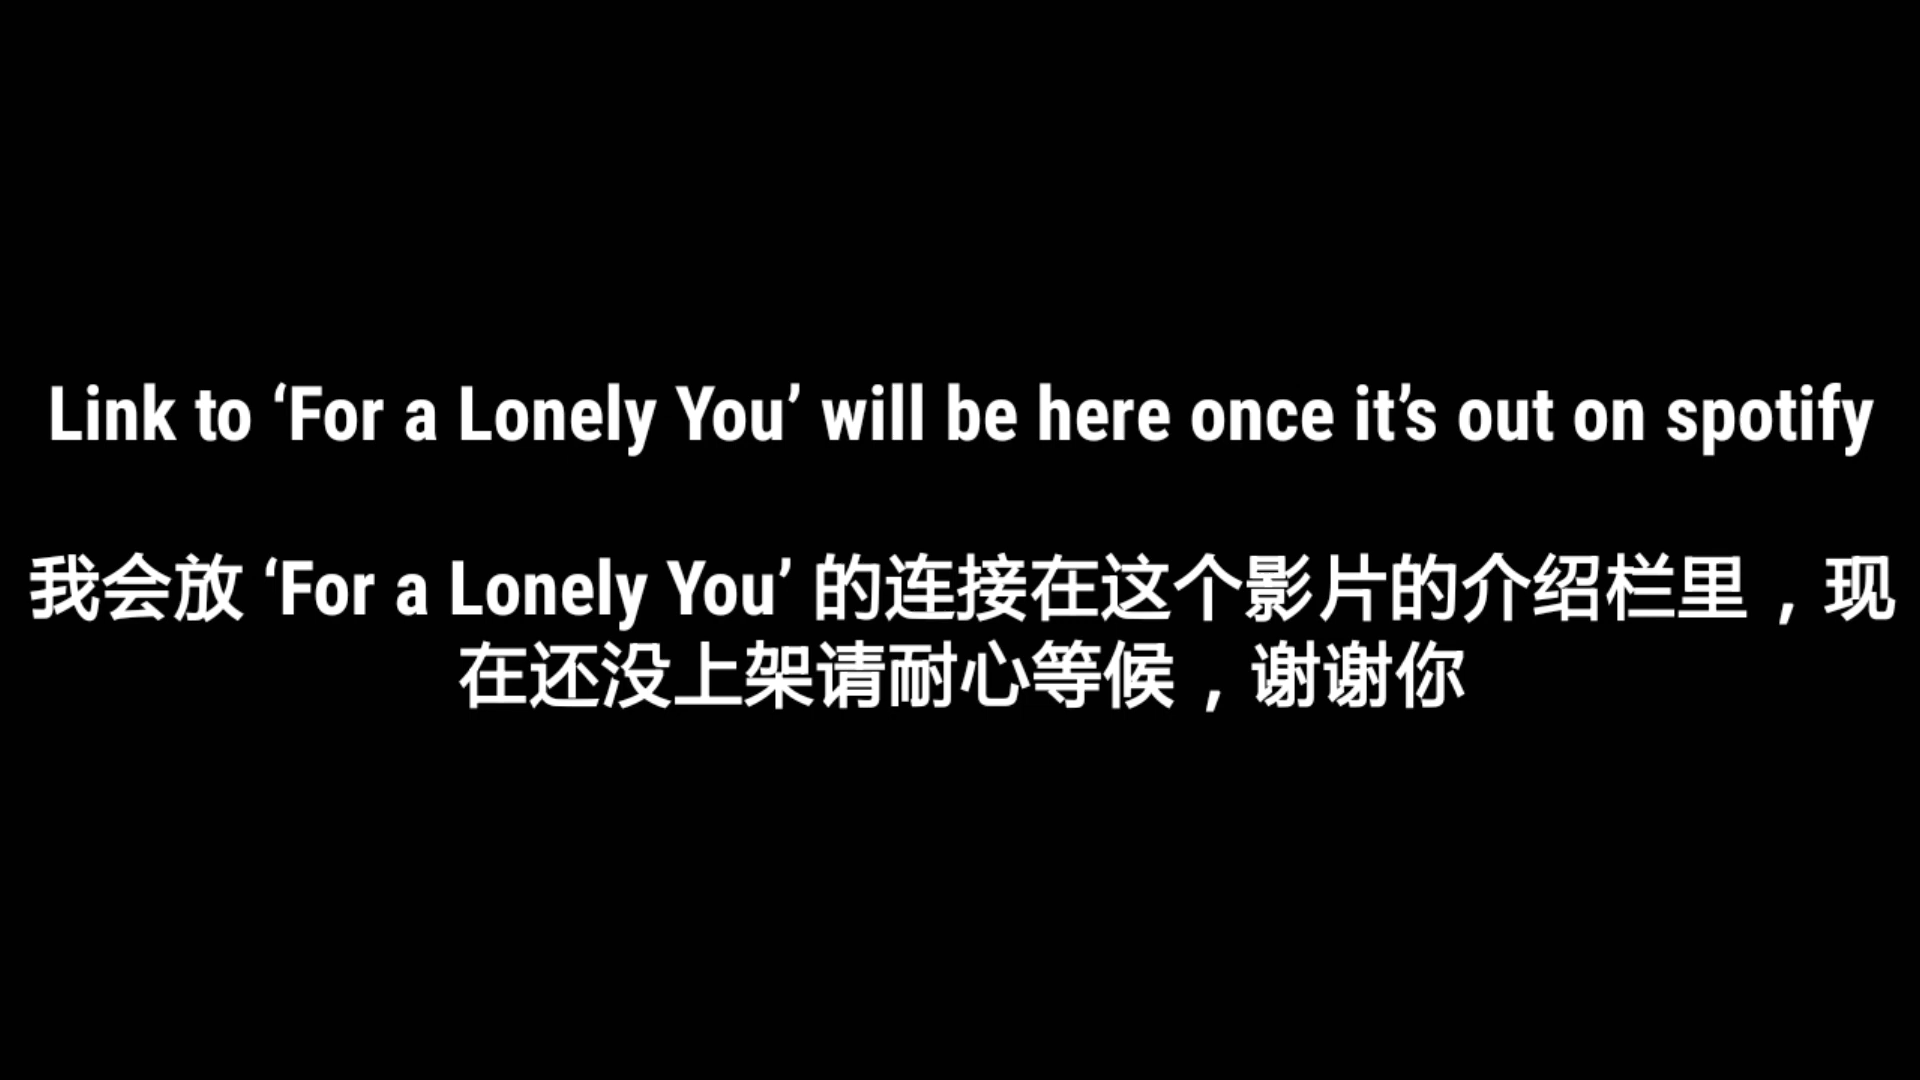 Link to ‘For a Lonely You’ will be here once it’s out on spotify
我会放 ‘For a Lonely You’ 的连接在这个影片的介绍栏里，现
在还没上架请耐心等候，谢谢你